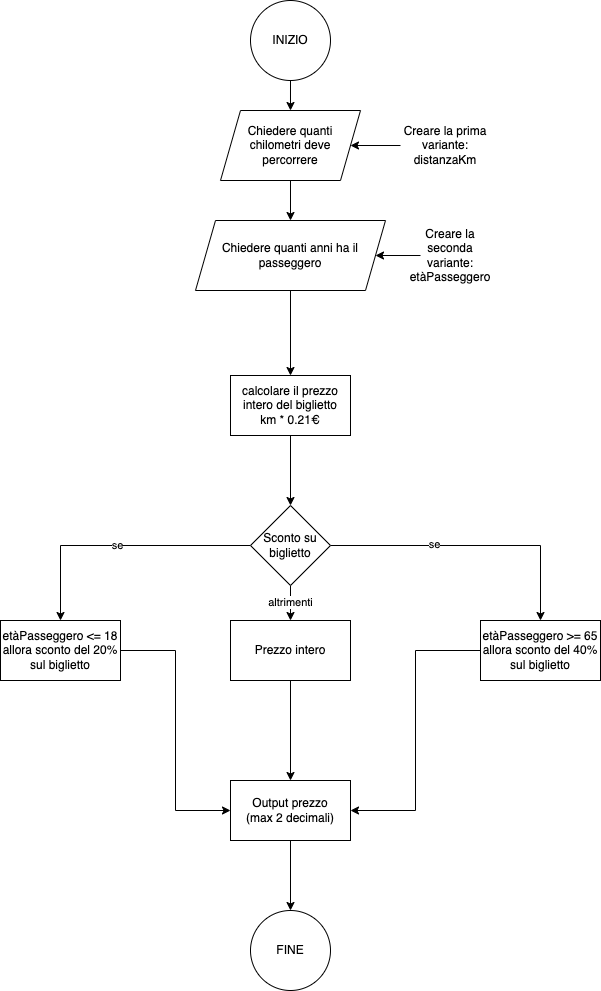 INIZIO
Chiedere quanti
chilometri deve
percorrere
Creare la prima
variante:
distanzaKm
Chiedere quanti anni ha il
passeggero
Creare la
seconda
variante:
etàPasseggero
calcolare il prezzo
intero del biglietto
km * 0.21€
Sconto su
biglietto
se
se
altrimenti
etàPasseggero <= 18
allora sconto del 20%
sul biglietto
Prezzo intero
etàPasseggero >= 65
allora sconto del 40%
sul biglietto
Output prezzo
(max 2 decimali)
FINE